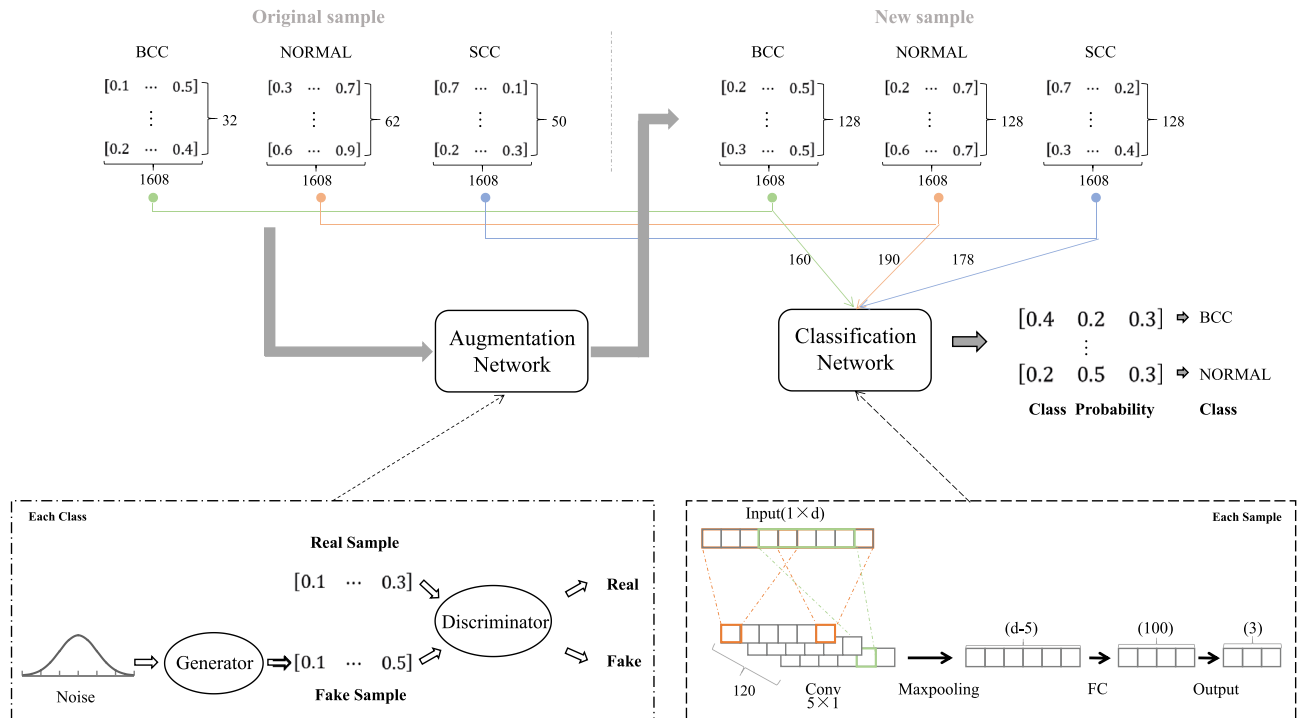 Original sample
New sample
BCC NORMAL SCC
BCC NORMAL SCC
[0.1 ··· 0.5] [0.3 ··· 0.7] [0.7 ··· 0.1]
[0.2 ··· 0.5] [0.2 ··· 0.7] [0.7 ··· 0.2]
⋮ 32 ⋮ 62 ⋮ 50
⋮ 128 ⋮ 128 ⋮ 128
[0.2 ··· 0.4] [0.6 ··· 0.9] [0.2 ··· 0.3]
[0.3 ··· 0.5] [0.6 ··· 0.7] [0.3 ··· 0.4]
1608 1608 1608
1608 1608 1608
160 190 178
Augmentation
Network
Classification
Network
[0.4 0.2 0.3] BCC
⋮
[0.2 0.5 0.3] NORMAL
Class Probability Class
Each Class
Real Sample
[0.1 ··· 0.3]
Discriminator
Real
Fake
Generator
[0.1 ··· 0.5]
Noise
Fake Sample
Each Sample
Input(1×d)
(d-5) (100) (3)
120
Conv
5×1
Maxpooling
FC
Output